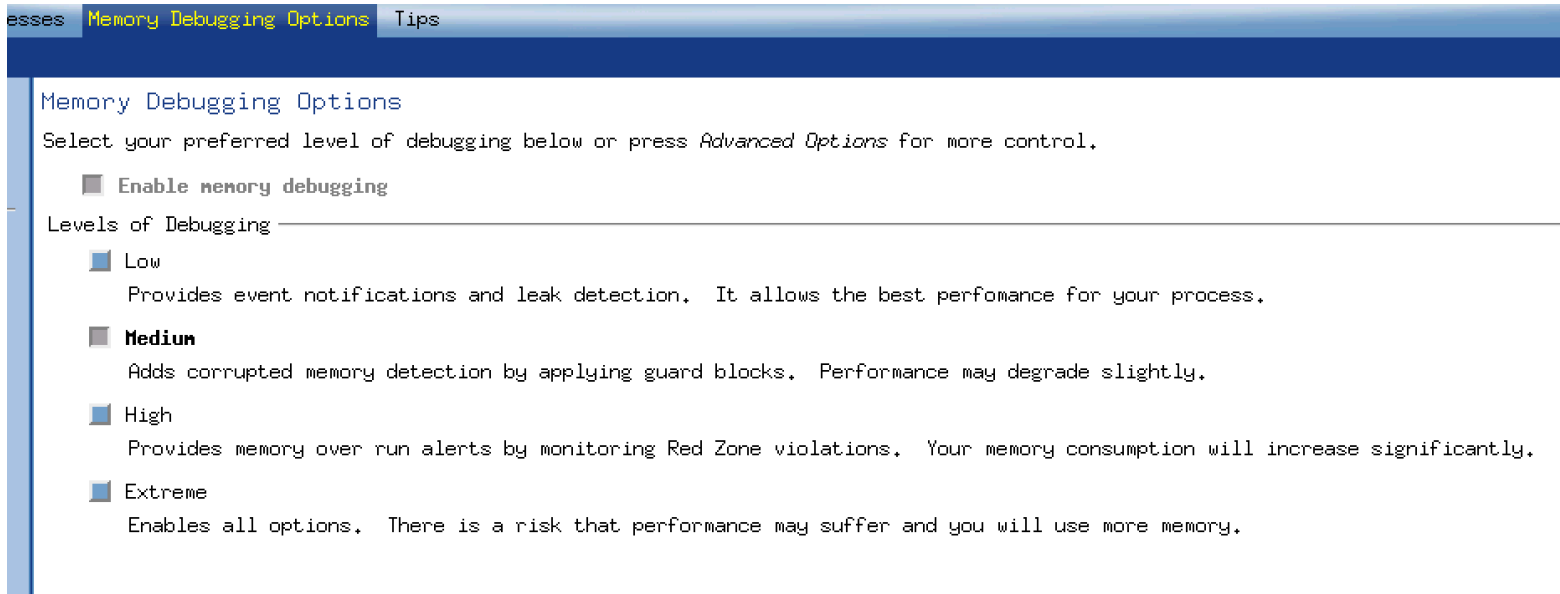 esses Memory Debugging Options Tips
Memory Debugging Options
Select your preferred level of debugging below or press Advanced Options for more control.
Enable memory debugging
Levels of Debugging
Low
Provides event notifications and leak detection. It allows the best perfomance for your process.
Medium
Adds corrupted memory detection by applying guard blocks. Performance may degrade slightly.
High
Provides memory over run alerts by monitoring Red Zone violations. Your memory consumption will increase significantly.
Extreme
Enables all options. There is a risk that performance may suffer and you will use more memory.